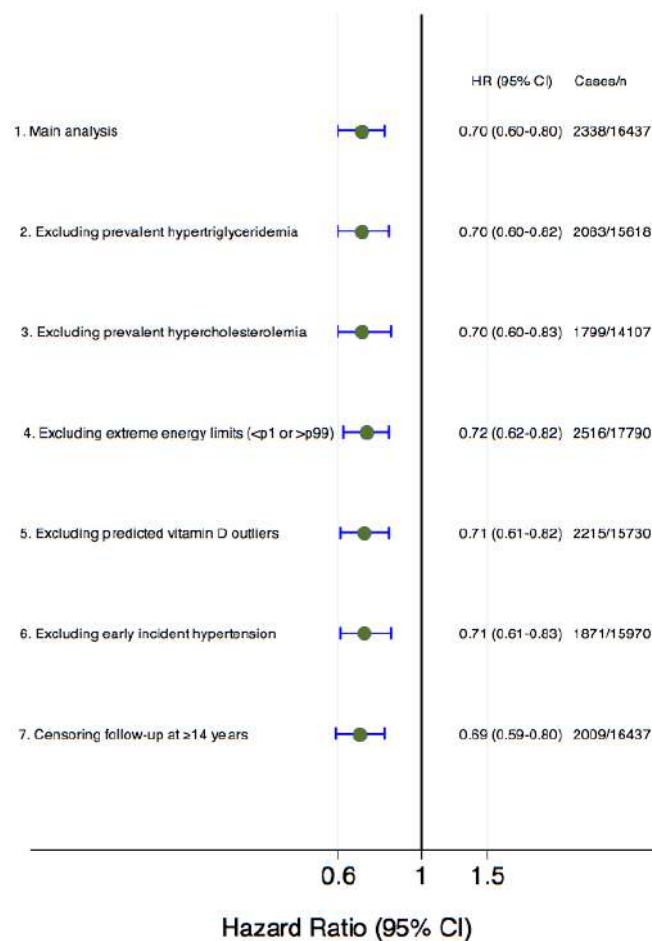 HR (95% CI) Cases/n
1. Main analysis 0.70 (0.60-0.80) 2338/16437
2. Excluding prevalent hypertriglyceridemia 0.70 (0.60-0.82) 2083/15618
3. Excluding prevalent hypercholesterolemia 0.70 (0.60-0.83) 1799/14107
4. Excluding extreme energy limits (<p1 or >p99) 0.72 (0.62-0.82) 2516/17790
5. Excluding predicted vitamin D outliers 0.71 (0.61-0.82) 2215/15730
6. Excluding early incident hypertension 0.71 (0.61-0.83) 1871/15970
7. Censoring follow-up at ≥14 years 0.69 (0.59-0.80) 2009/16437
0.6 1 1.5
Hazard Ratio (95% CI)